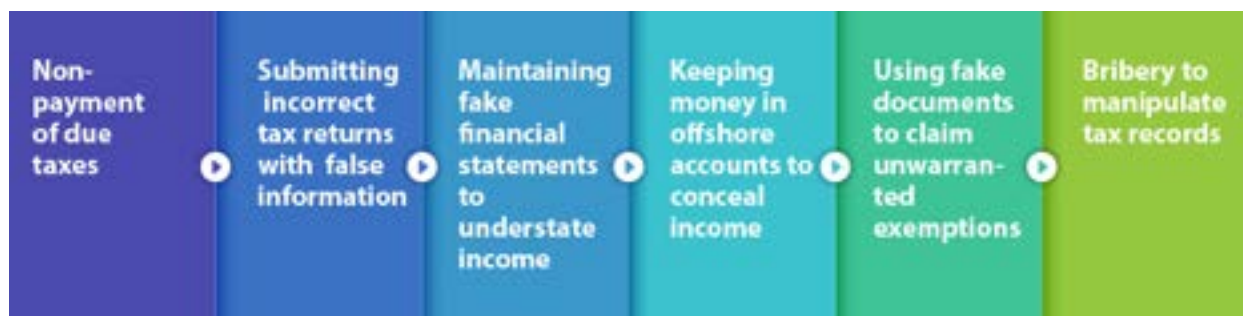 Non-
payment
of due
taxes
Submitting
incorrect
tax returns
with false
information
Maintaining
fake
financial
statements
to
understate
income
Keeping
money in
offshore
accounts to
conceal
income
Using fake
documents
to claim
unwarran-
ted
exemptions
Bribery to
manipulate
tax records